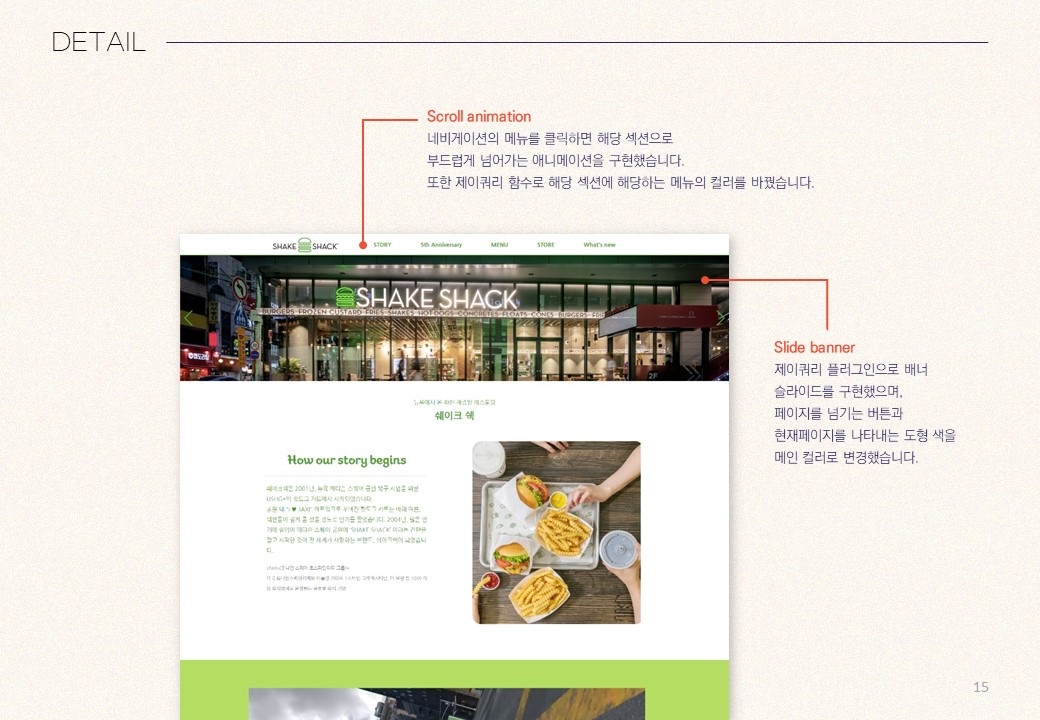 DETAIL
Scroll animation
네비게이션의 메뉴를 클릭하면 해당 섹션으로
부드럽게 넘어가는 애니메이션을 구현했습니다.
또한 제이쿼리 함수로 해당 섹션에 해당하는 메뉴의 컬러를 바꿨습니다.
SHAKE SHACK STORY 5th Anniversary MENU STORE What's new
SHAKE SHACK
BURGERS FROZEN CUSTARD FRIES SHAKES HOTDOGS CONCRETES FLOATS CONES BURGERS
2F
Slide banner
제이쿼리 플러그인으로 배너
슬라이드를 구현했으며,
페이지를 넘기는 버튼과
현재페이지를 나타내는 도형 색을
메인 컬러로 변경했습니다.
쉐이크 쉑
How our story begins
15